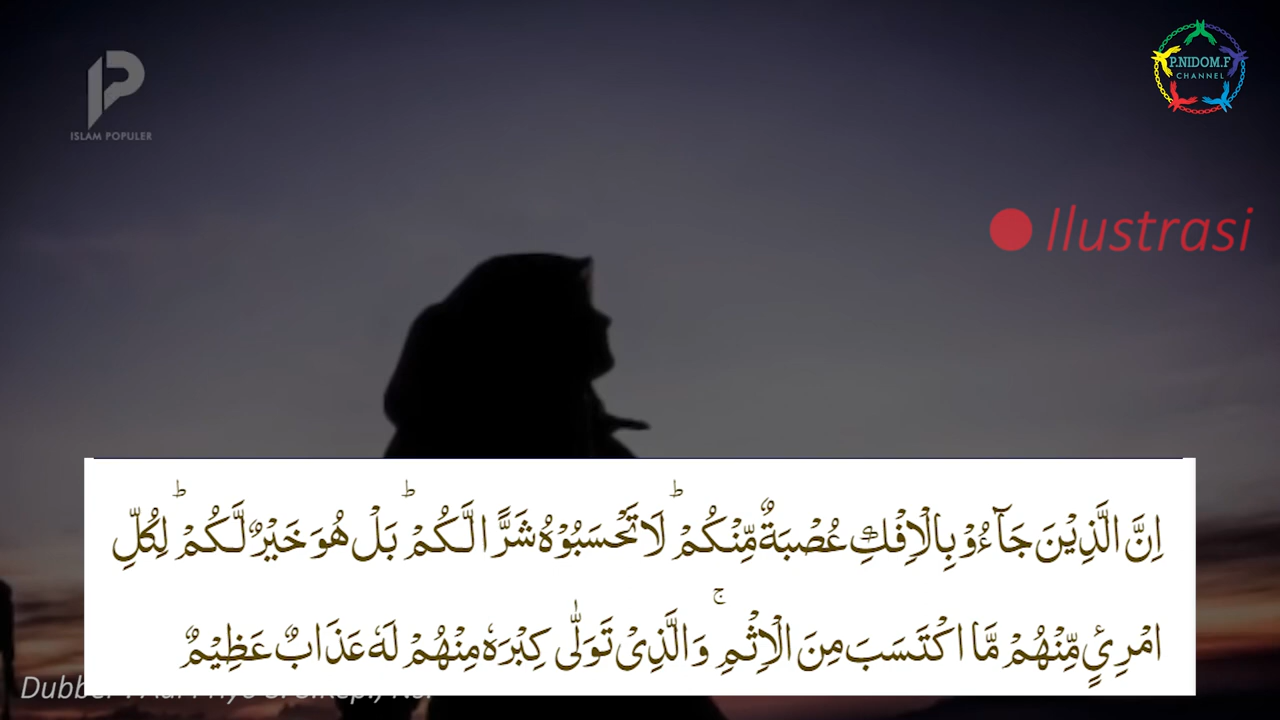 P.NIDOM.F
CHANNEL
ISLAM POPULER
Ilustrasi
اِنَّ الَّذِيْنَ جَاۤءُوْ بِالْاِفْكِ عُصْبَةٌ مِّنْكُمْۗ لَا تَحْسَبُوْهُ شَرًّا لَّكُمْۗ بَلْ هُوَ خَيْرٌ لَّكُمْۗ لِكُلِّ
امْرِئٍ مِّنْهُمْ مَّا اكْتَسَبَ مِنَ الْاِثْمِۚ وَالَّذِيْ تَوَلّٰى كِبْرَهٗ مِنْهُمْ لَهٗ عَذَابٌ عَظِيْمٌ